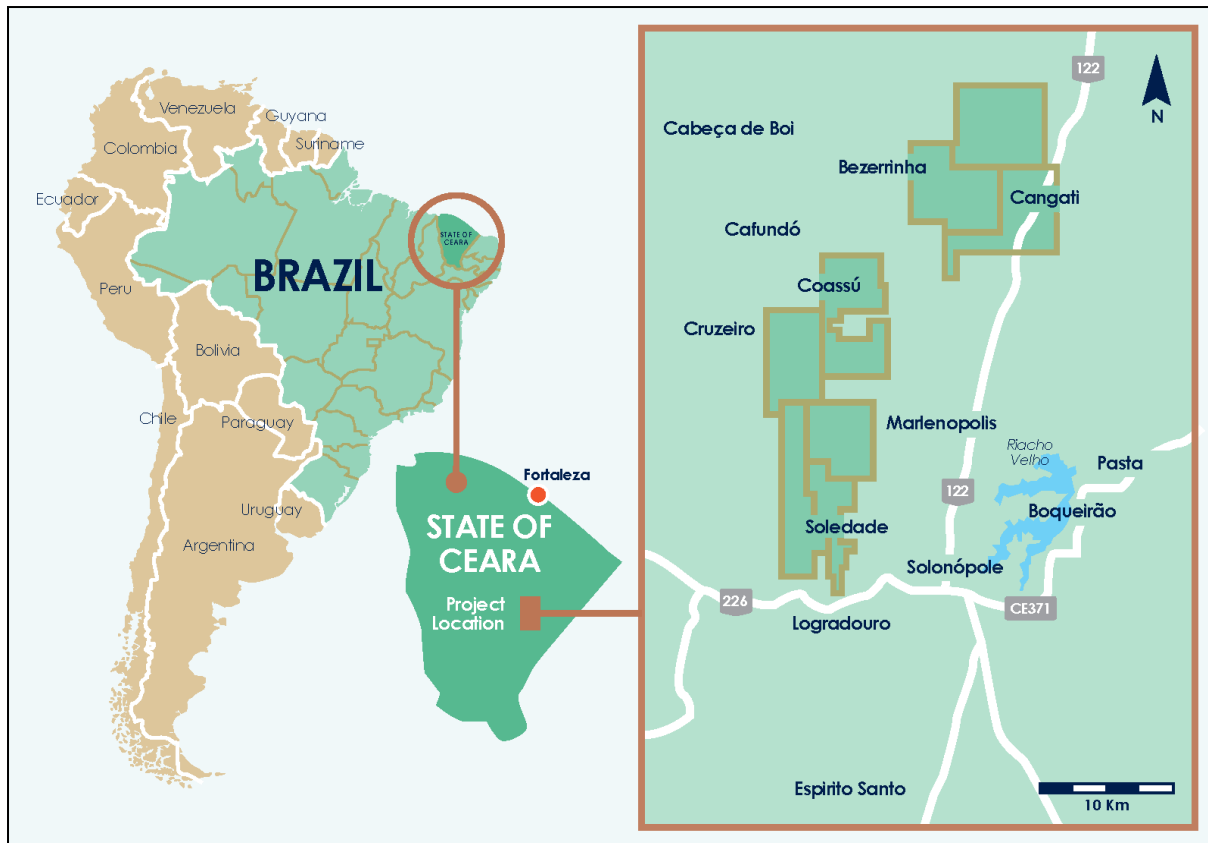 Venezuela
Guyana
Suriname
Colombia
Ecuador
Peru
BRAZIL
STATE OF
CEARA
Bolivia
Chile
Paraguay
Uruguay
Argentina
Fortaleza
STATE OF
CEARA
Project
Location
122
N
Cabeça de Boi
Bezerrinha
Cangati
Cafundó
Coassú
Cruzeiro
Marlenopolis
Riacho
Velho
Pasta
122
Boqueirão
Soledade
Solonópole
226
CE371
Logradouro
Espirito Santo
10 Km